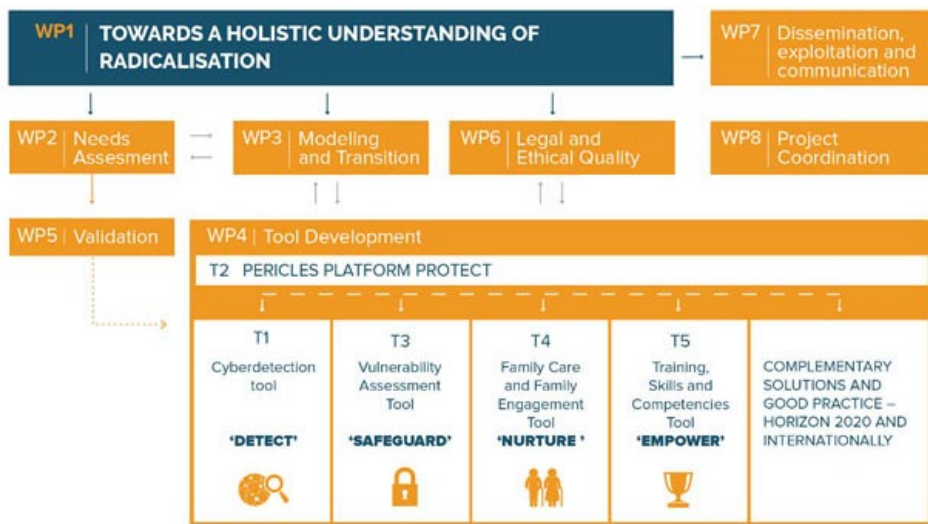 WP1 TOWARDS A HOLISTIC UNDERSTANDING OF
RADICALISATION
WP7 Dissemination,
exploitation and
communication
WP2 Needs
Assesment
WP3 Modeling
and Transition
WP6 Legal and
Ethical Quality
WP8 Project
Coordination
WP5 Validation
WP4 Tool Development
T2 PERICLES PLATFORM PROTECT
T1
Cyberdetection
tool
'DETECT'
T3
Vulnerability
Assessment
Tool
'SAFEGUARD'
T4
Family Care
and Family
Engagement
Tool
'NURTURE '
T5
Training,
Skills and
Competencies
Tool
'EMPOWER'
COMPLEMENTARY
SOLUTIONS AND
GOOD PRACTICE –
HORIZON 2020 AND
INTERNATIONALLY